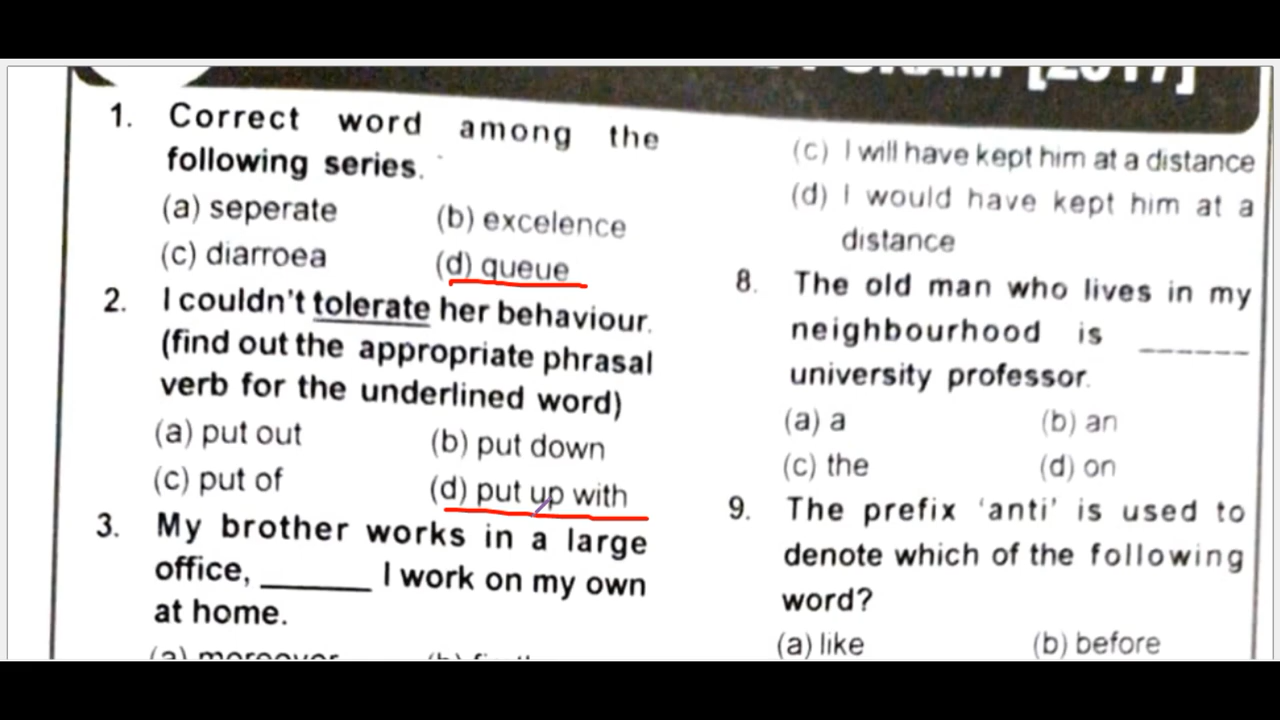 [2017]
1. Correct word among the
following series.
(a) seperate (b) excelence
(c) diarroea (d) queue
2. I couldn't tolerate her behaviour.
(find out the appropriate phrasal
verb for the underlined word)
(a) put out (b) put down
(c) put of (d) put up with
3. My brother works in a large
office, ______ I work on my own
at home.
(a) moreover
(c) I will have kept him at a distance
(d) I would have kept him at a
distance
8. The old man who lives in my
neighbourhood is ______
university professor.
(a) a (b) an
(c) the (d) on
9. The prefix ‘anti’ is used to
denote which of the following
word?
(a) like (b) before